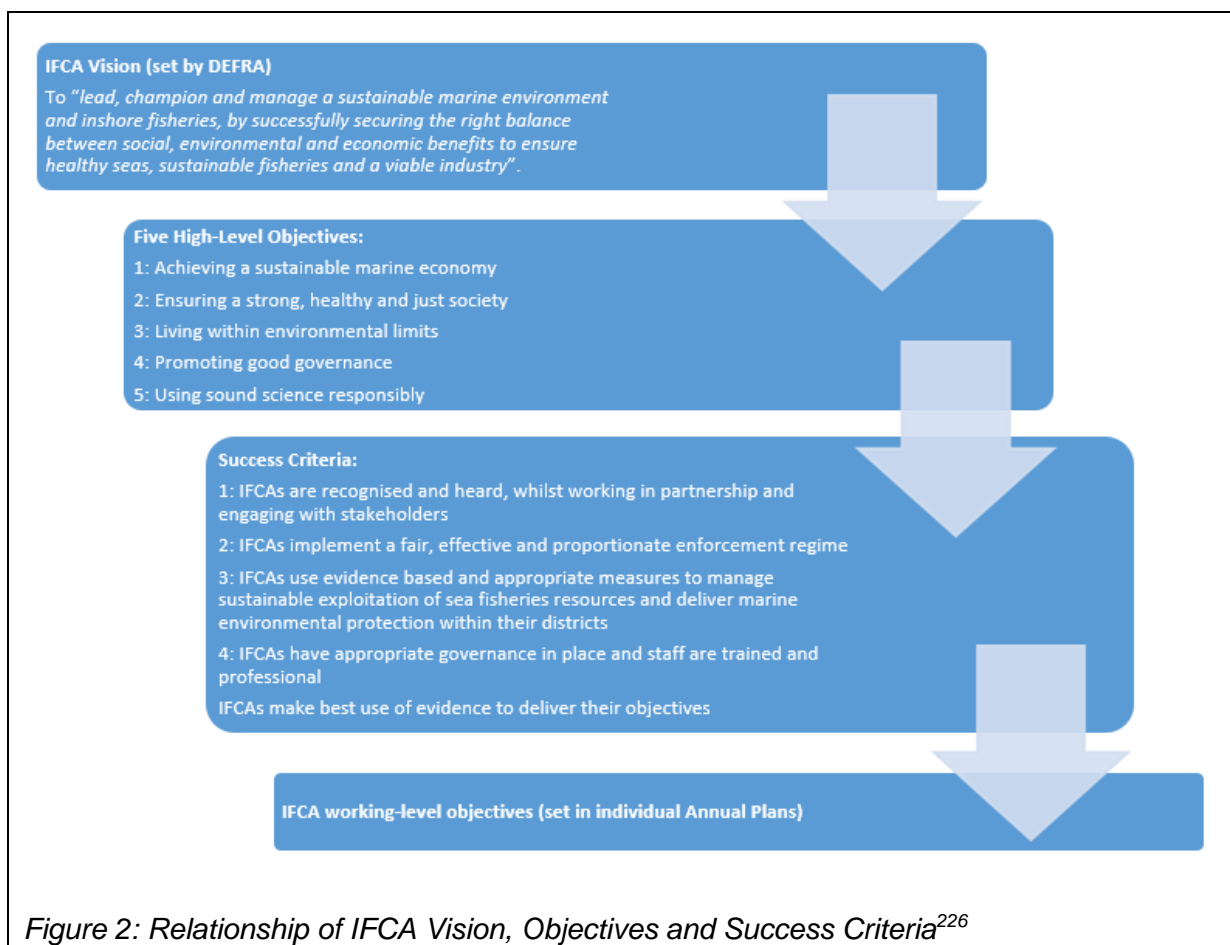 IFCA Vision (set by DEFRA)
To “lead, champion and manage a sustainable marine environment
and inshore fisheries, by successfully securing the right balance
between social, environmental and economic benefits to ensure
healthy seas, sustainable fisheries and a viable industry”.
Five High-Level Objectives:
1: Achieving a sustainable marine economy
2: Ensuring a strong, healthy and just society
3: Living within environmental limits
4: Promoting good governance
5: Using sound science responsibly
Success Criteria:
1: IFCAs are recognised and heard, whilst working in partnership and
engaging with stakeholders
2: IFCAs implement a fair, effective and proportionate enforcement regime
3: IFCAs use evidence based and appropriate measures to manage
sustainable exploitation of sea fisheries resources and deliver marine
environmental protection within their districts
4: IFCAs have appropriate governance in place and staff are trained and
professional
IFCAs make best use of evidence to deliver their objectives
IFCA working-level objectives (set in individual Annual Plans)
Figure 2: Relationship of IFCA Vision, Objectives and Success Criteria226